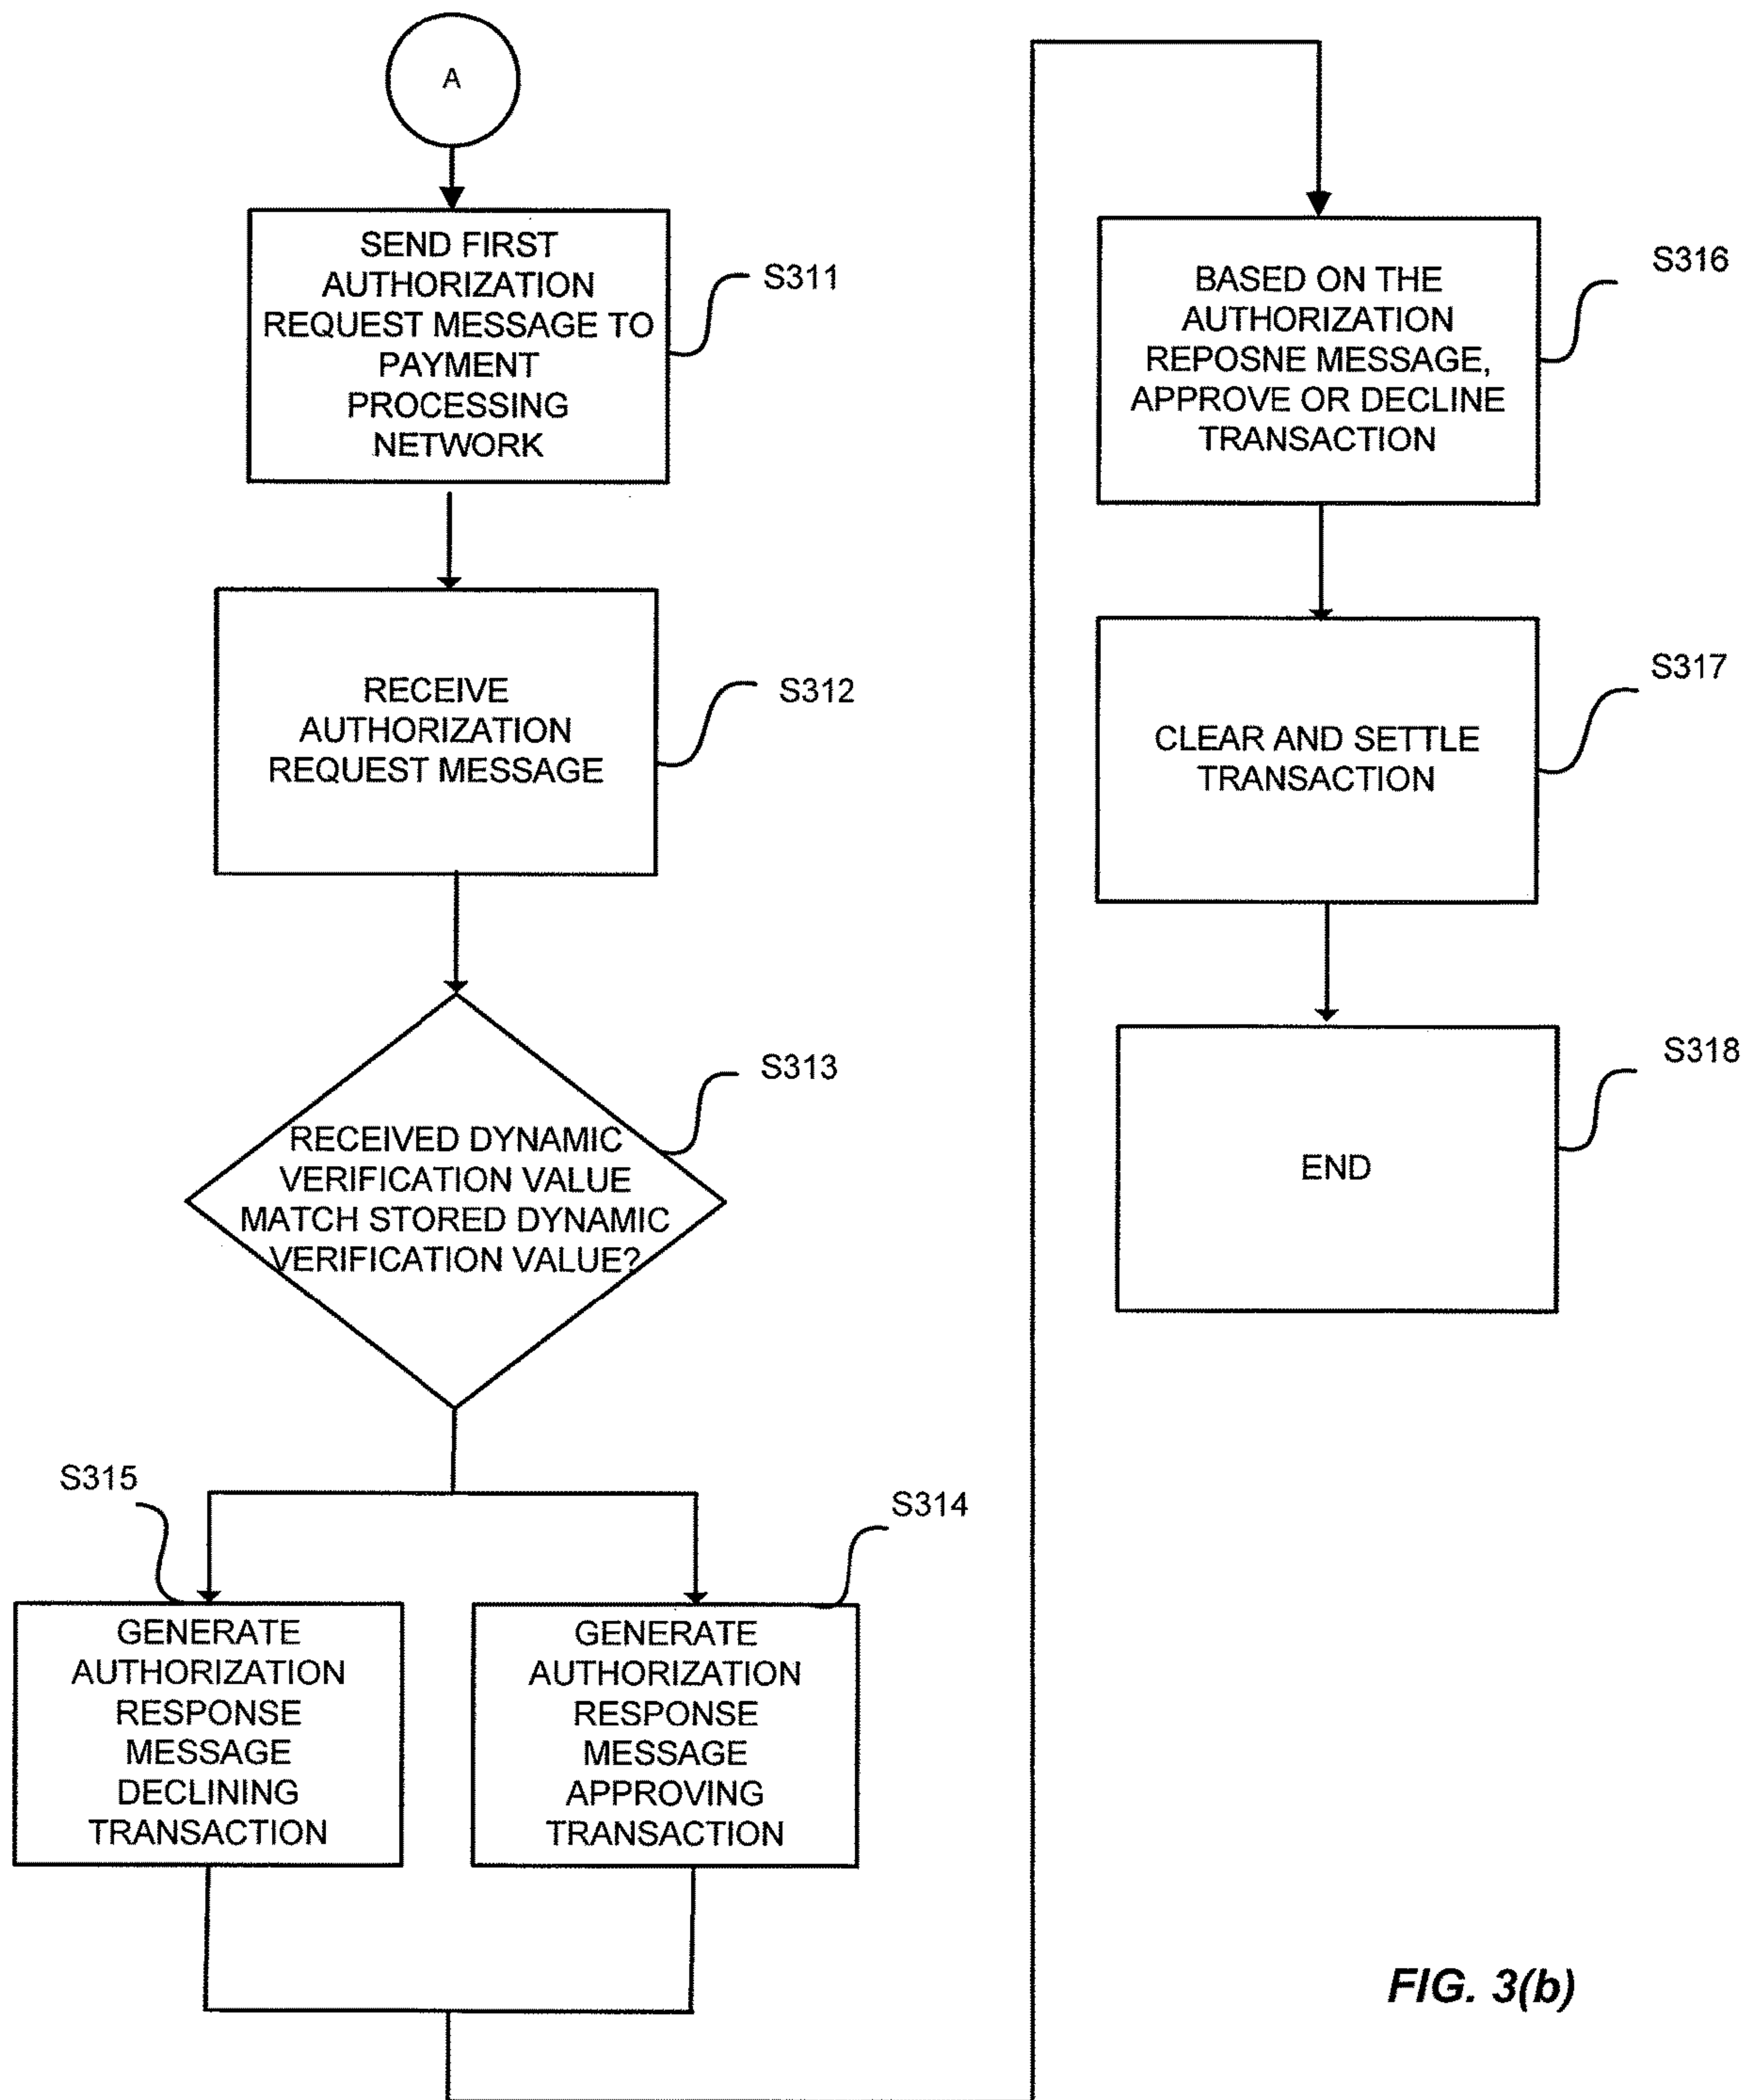 A
SEND FIRST
AUTHORIZATION
REQUEST MESSAGE TO
PAYMENT
PROCESSING
NETWORK
S311
RECEIVE
AUTHORIZATION
REQUEST MESSAGE
S312
RECEIVED DYNAMIC
VERIFICATION VALUE
MATCH STORED DYNAMIC
VERIFICATION VALUE?
S313
S315
GENERATE
AUTHORIZATION
RESPONSE
MESSAGE
DECLINING
TRANSACTION
S314
GENERATE
AUTHORIZATION
RESPONSE
MESSAGE
APPROVING
TRANSACTION
BASED ON THE
AUTHORIZATION
REPOSNE MESSAGE,
APPROVE OR DECLINE
TRANSACTION
S316
CLEAR AND SETTLE
TRANSACTION
S317
END
S318
FIG. 3(b)